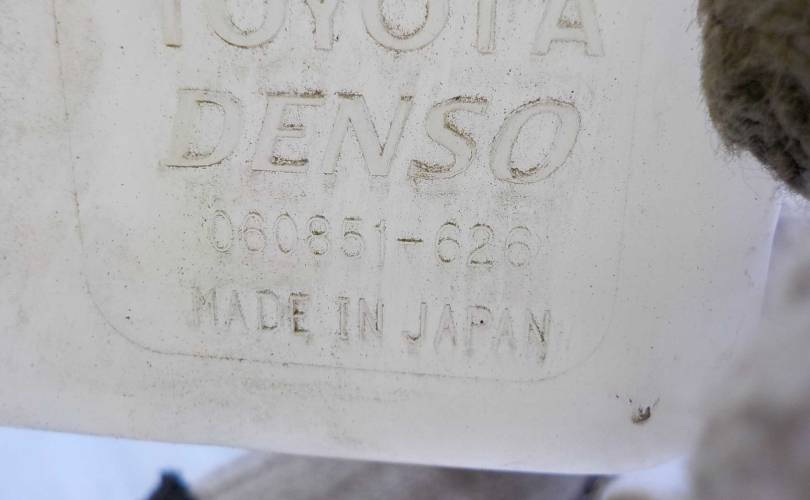 TOYOTA
DENSO
060851-626
MADE IN JAPAN